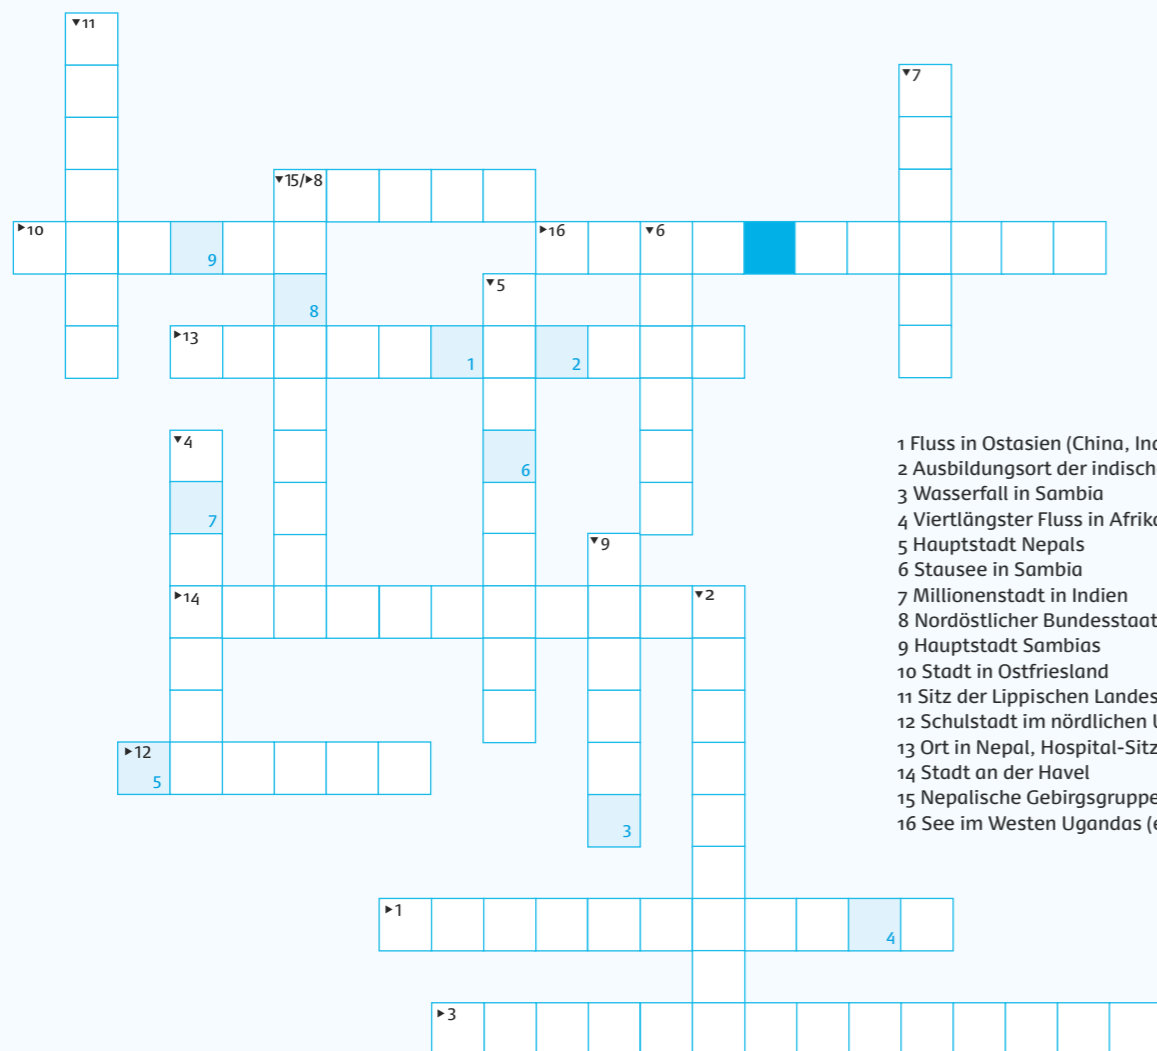 ▼11
▼7
▼15/►8
►10
9
►16
▼6
▼5
8
►13
1
2
▼4
6
7
▼9
►14
▼2
►12
5
3
►1
4
►3
1 Fluss in Ostasien (China, In
2 Ausbildungsort der indisch
3 Wasserfall in Sambia
4 Viertlängster Fluss in Afrik
5 Hauptstadt Nepals
6 Stausee in Sambia
7 Millionenstadt in Indien
8 Nordöstlicher Bundesstaat
9 Hauptstadt Sambias
10 Stadt in Ostfriesland
11 Sitz der Lippischen Landes
12 Schulstadt im nördlichen
13 Ort in Nepal, Hospital-Sitz
14 Stadt an der Havel
15 Nepalische Gebirgsgruppe
16 See im Westen Ugandas (